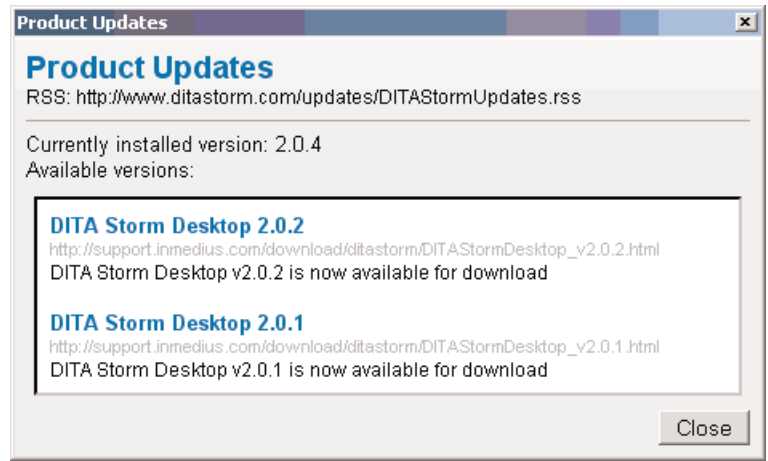 Product Updates
Product Updates
RSS: http://www.ditastorm.com/updates/DITAStormUpdates.rss
Currently installed version: 2.0.4
Available versions:
DITA Storm Desktop 2.0.2
http://support.inmedius.com/download/ditastorm/DITAStormDesktop_v2.0.2.html
DITA Storm Desktop v2.0.2 is now available for download
DITA Storm Desktop 2.0.1
http://support.inmedius.com/download/ditastorm/DITAStormDesktop_v2.0.1.html
DITA Storm Desktop v2.0.1 is now available for download
Close